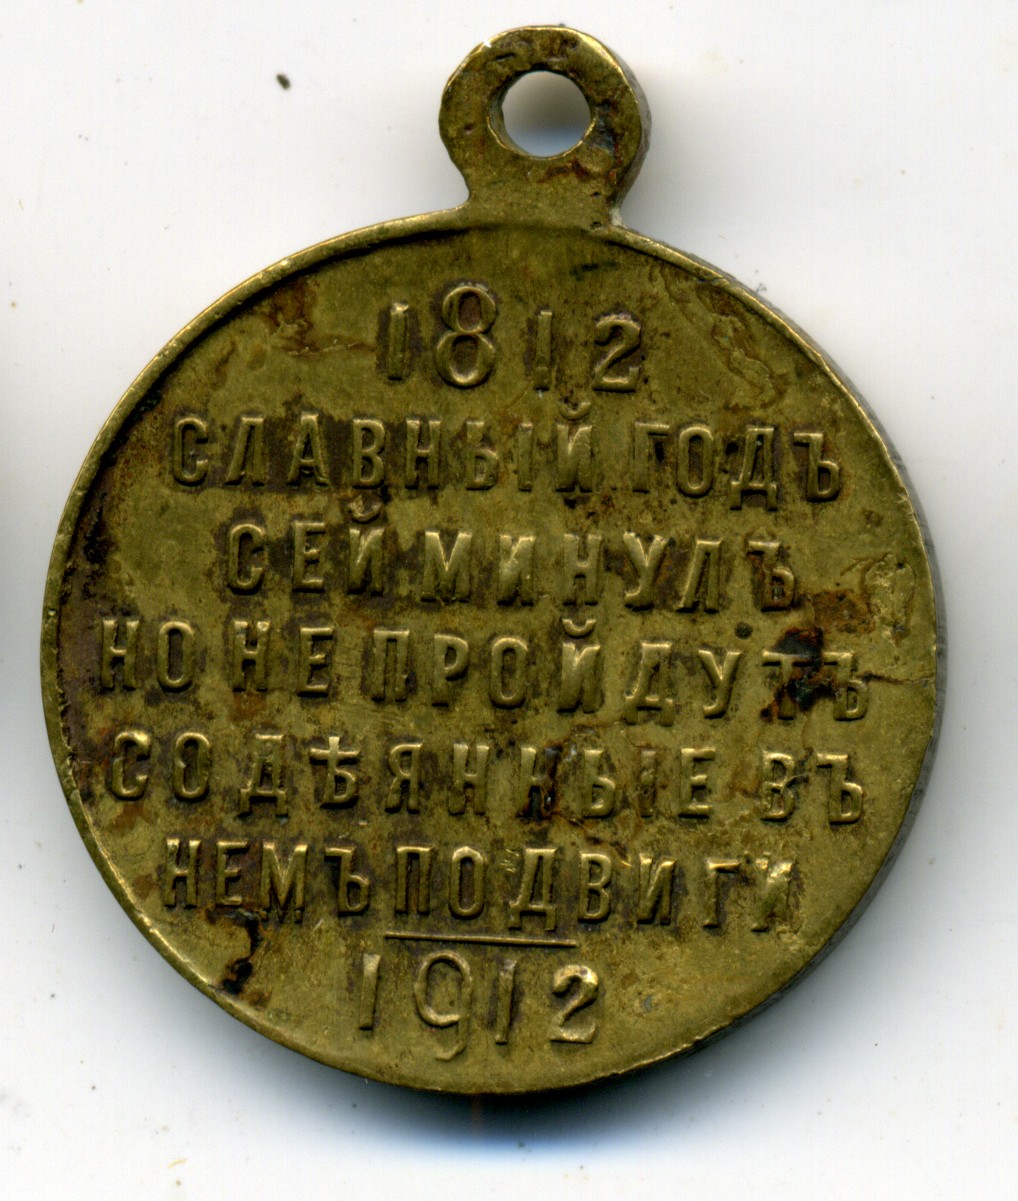 1812
СЛАВНЫЙ ГОДЪ
СЕЙ МИНУЛЪ
НО НЕ ПРОЙДУТЪ
СОДѢЯННЫЕ ВЪ
НЕМЪ ПОДВИГИ
1912